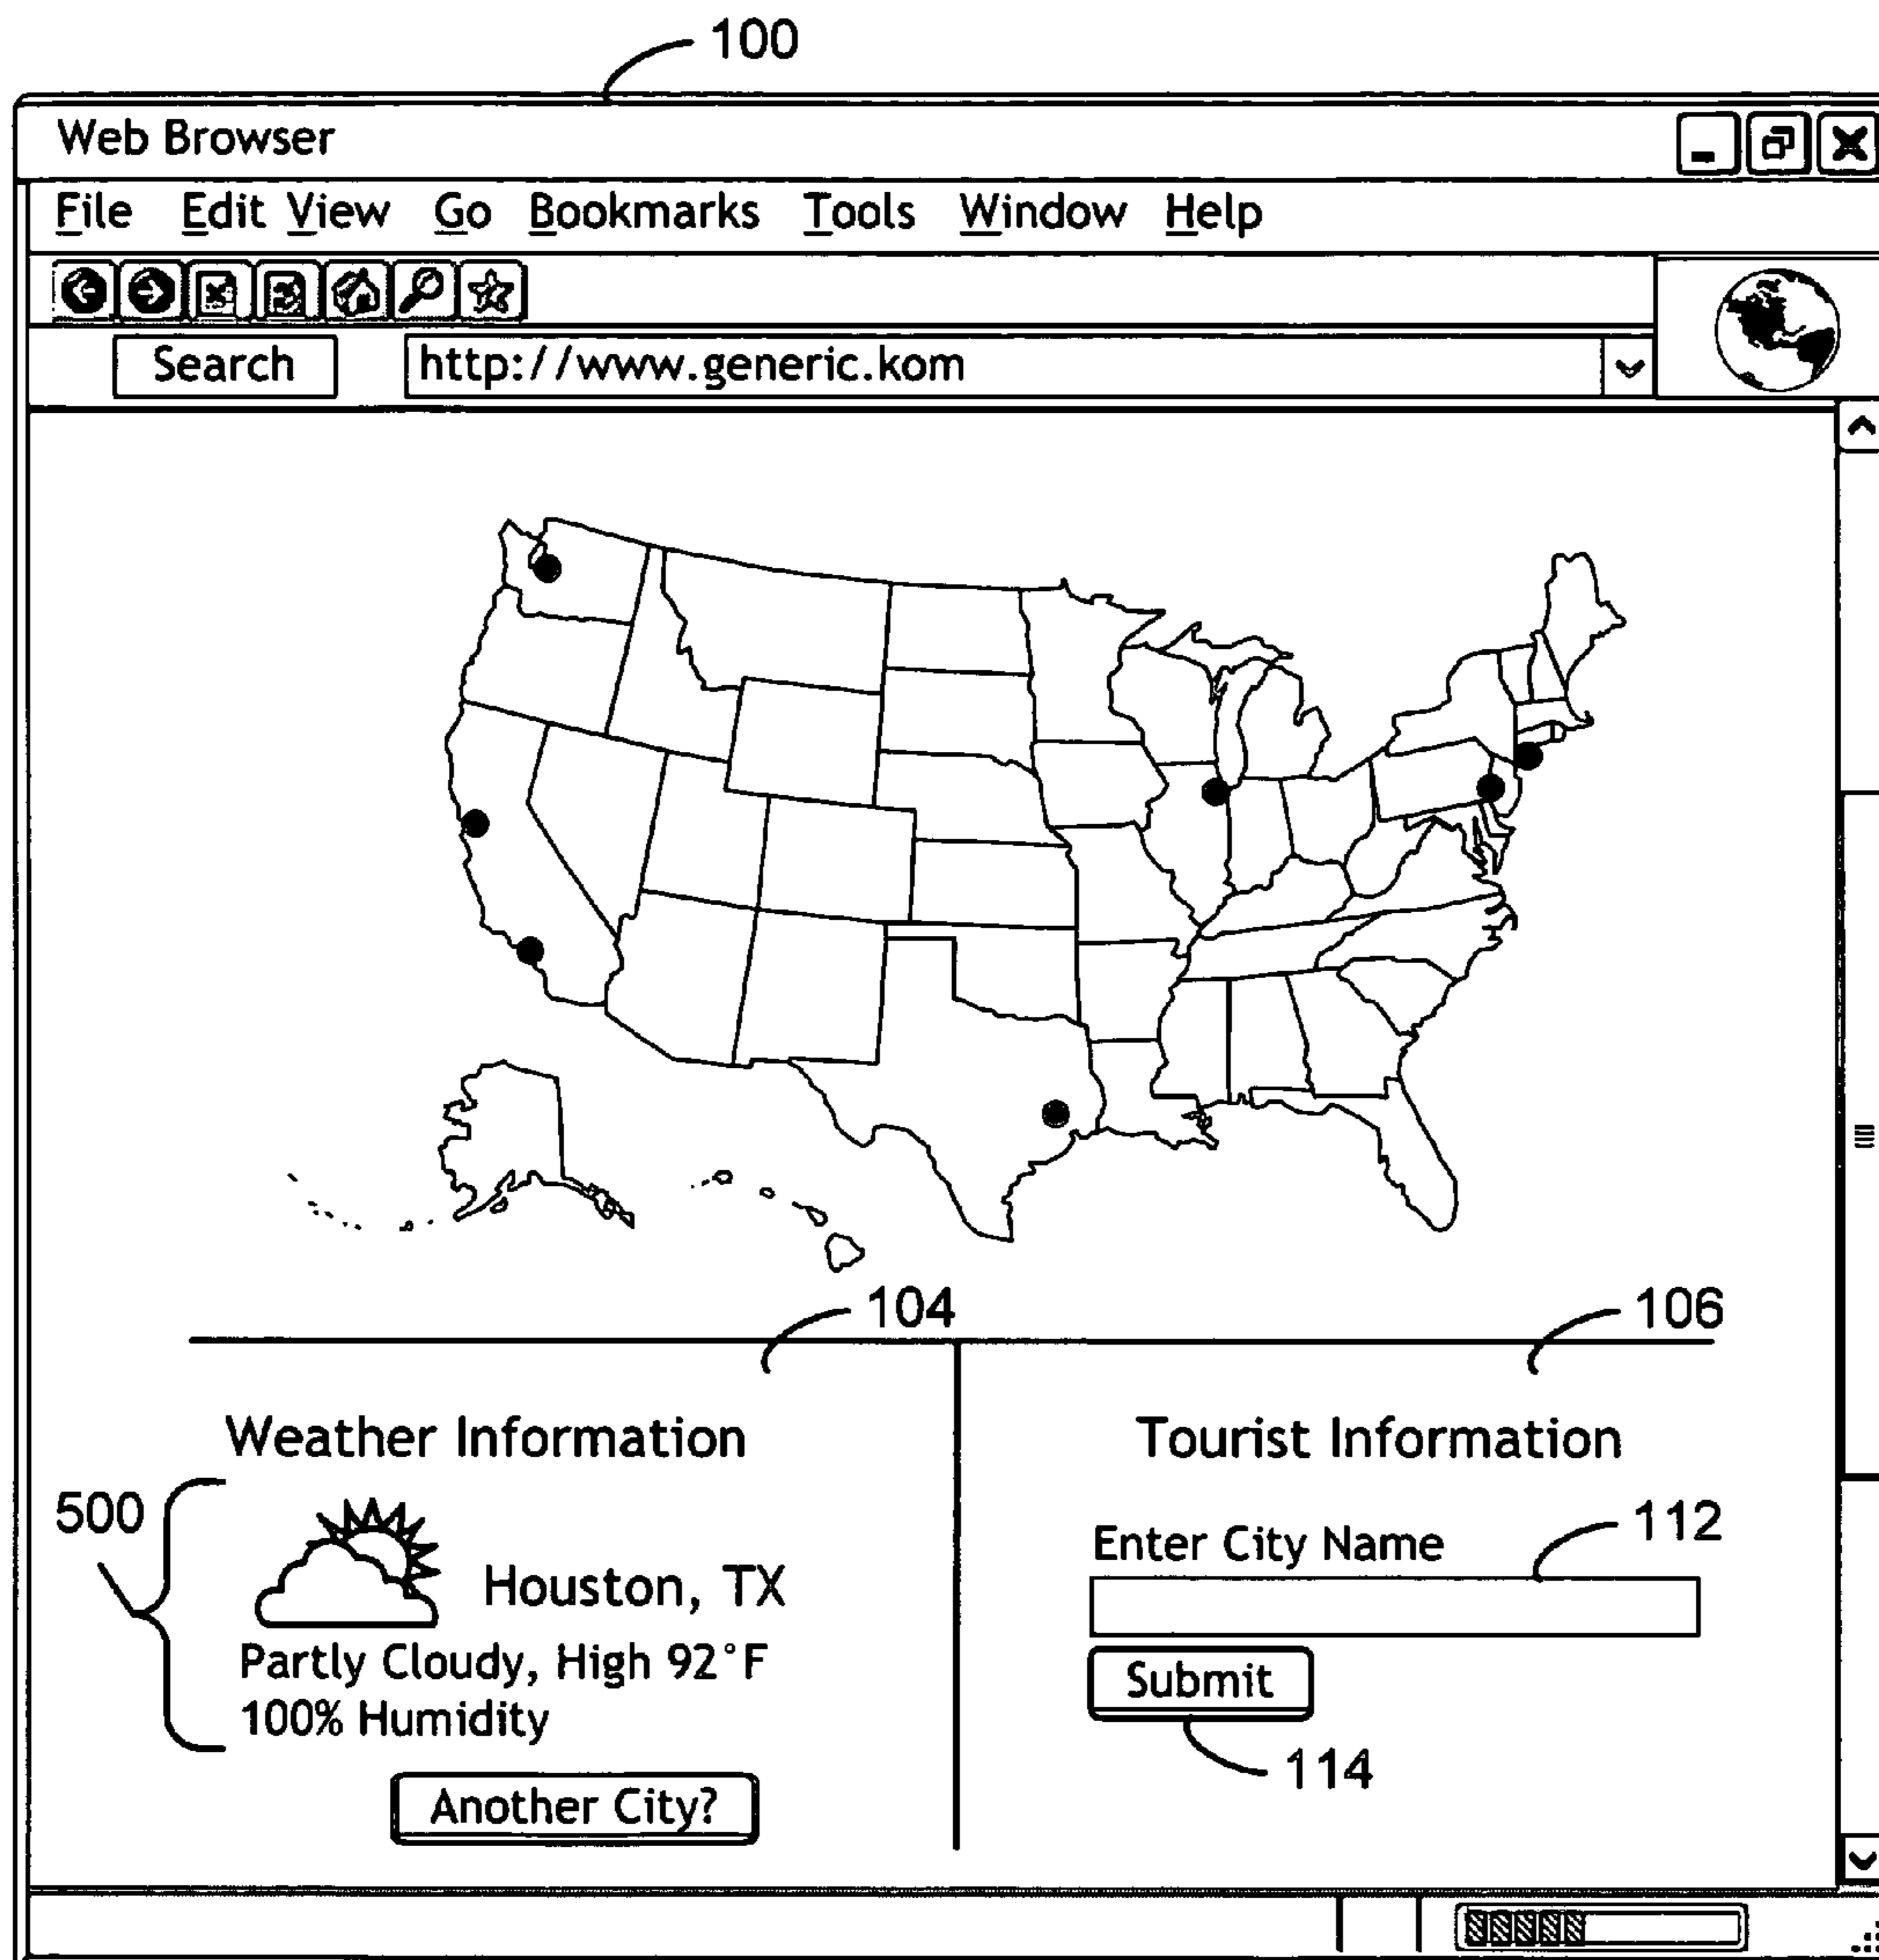 100
Web Browser
File Edit View Go Bookmarks Tools Window Help
Search http://www.generic.kom
104
106
Weather Information
Tourist Information
500
112
Enter City Name
Houston, TX
Partly Cloudy, High 92°F
Submit
100% Humidity
114
Another City?